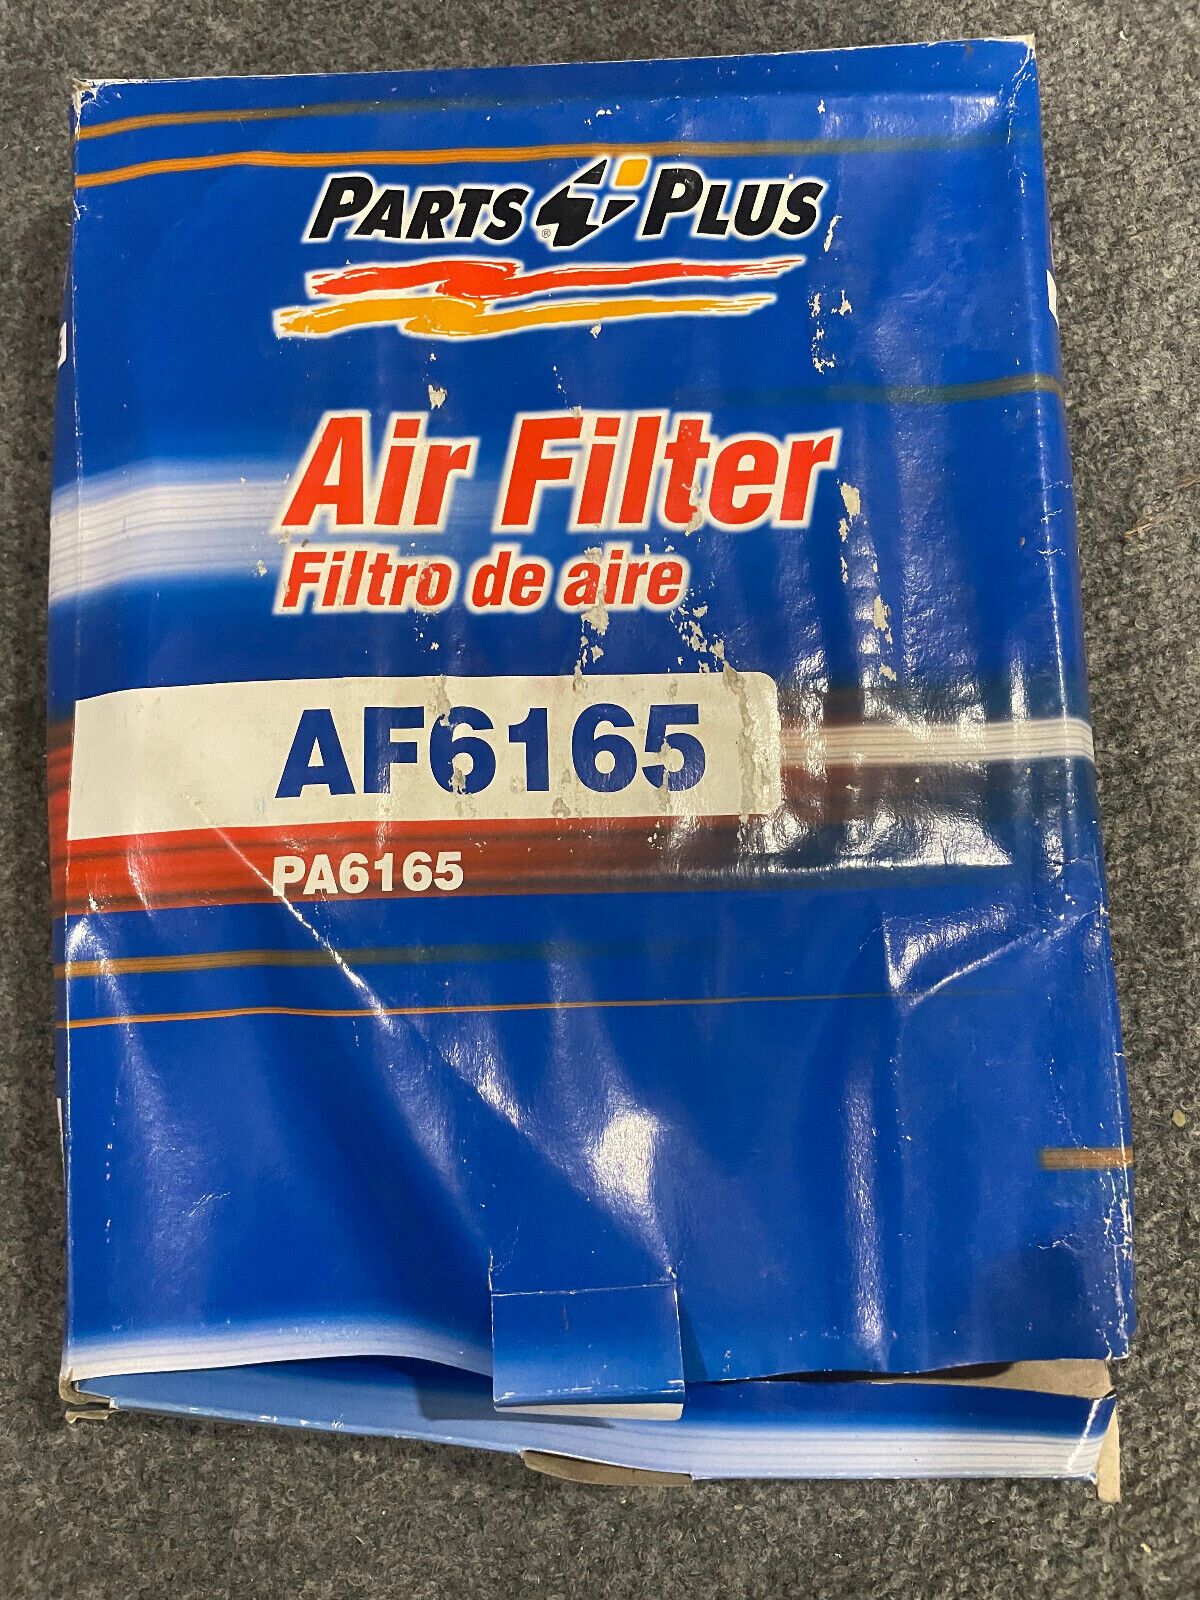 PARTS PLUS
®
Air Filter
Filtro de aire
AF6165
PA6165